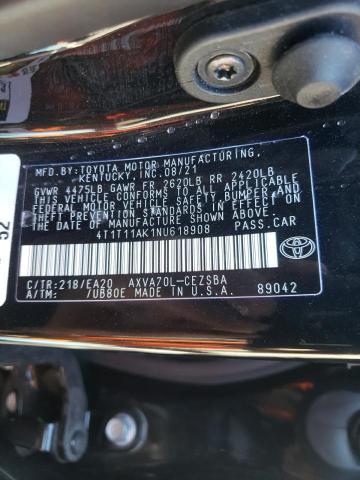 MFD.BY:TOYOTA MOTOR MANUFACTURING,
KENTUCKY,INC.08/21
GVWR 4475LB GAWR FR 2620LB RR 2420LB
THIS VEHICLE CONFORMS TO ALL APPLICABLE
FEDERAL MOTOR VEHICLE SAFETY, BUMPER, AND
THEFT PREVENTION STANDARDS IN EFFECT ON
THE DATE OF MANUFACTURE SHOWN ABOVE.
4T1T11AK1NU618908 PASS.CAR
C/TR:218/EA20 AXVA70L-CEZSBA
A/TM: /UB80E MADE IN U.S.A. 89042
52